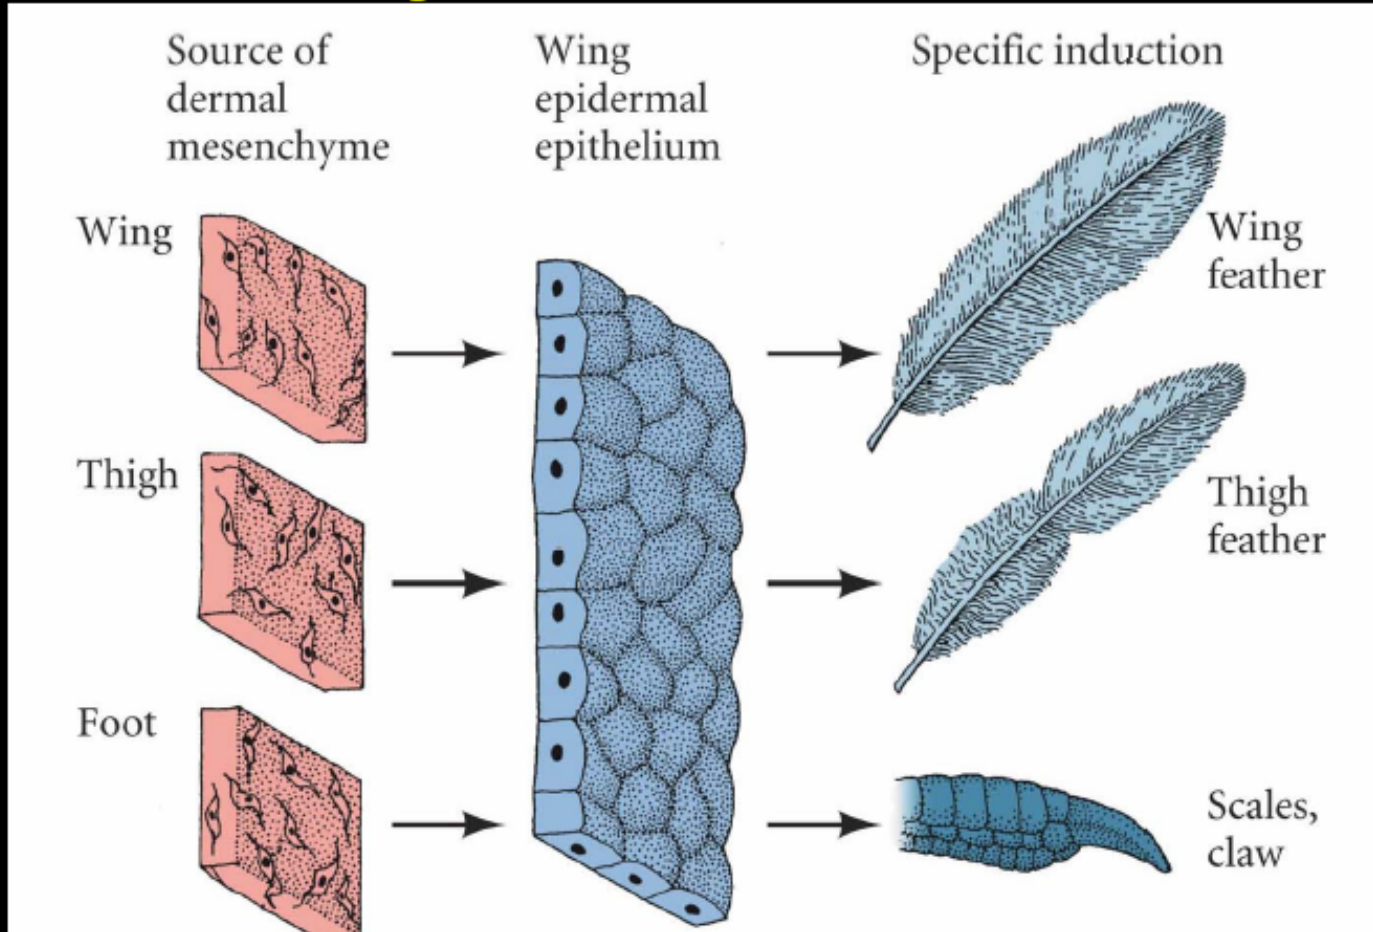 Source of
dermal
mesenchyme
Wing
epidermal
epithelium
Specific induction
Wing
Wing
feather
Thigh
Thigh
feather
Foot
Scales,
claw